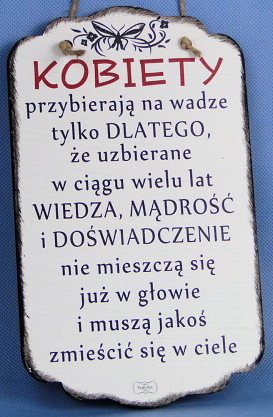 KOBIETY
przybierają na wadze
tylko DLATEGO,
że uzbierane
w ciągu wielu lat
WIEDZA, MĄDROŚĆ
i DOŚWIADCZENIE
nie mieszczą się
już w głowie
i muszą jakoś
zmieścić się w ciele